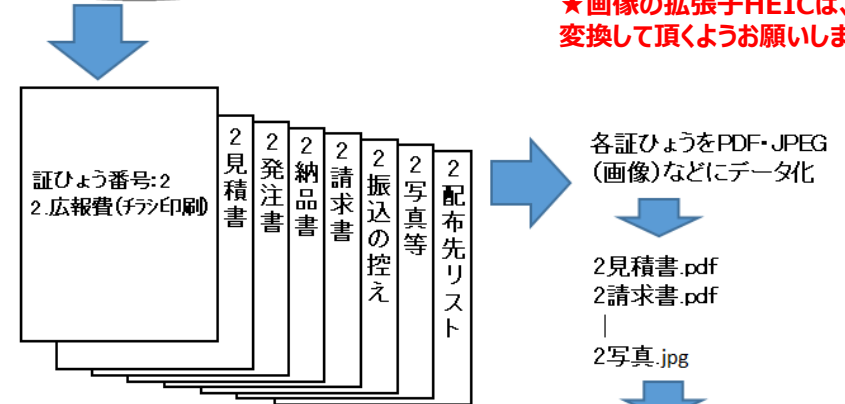 ★画像の拡張子HEICは、
変換して頂くようお願いしま
証ひょう番号:2
2.広報費(チラシ印刷)
2見積書
2発注書
2納品書
2請求書
2振込の控え
2写真等
2配布先リスト
各証ひょうをPDF・JPEG
(画像)などにデータ化
2見積書.pdf
2請求書.pdf
|
2写真.jpg